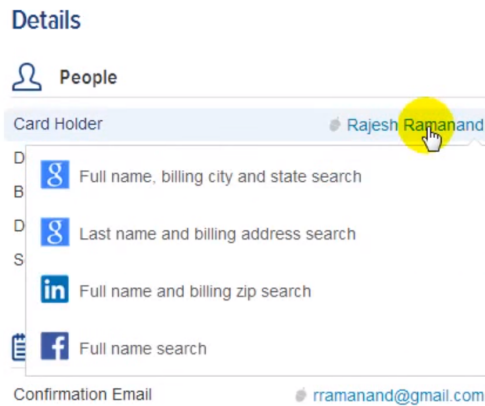 Details
People
Card Holder Rajesh Ramanand
D
Full name, billing city and state search
B
D
Last name and billing address search
S
Full name and billing zip search
Full name search
Confirmation Email rramanand@gmail.com